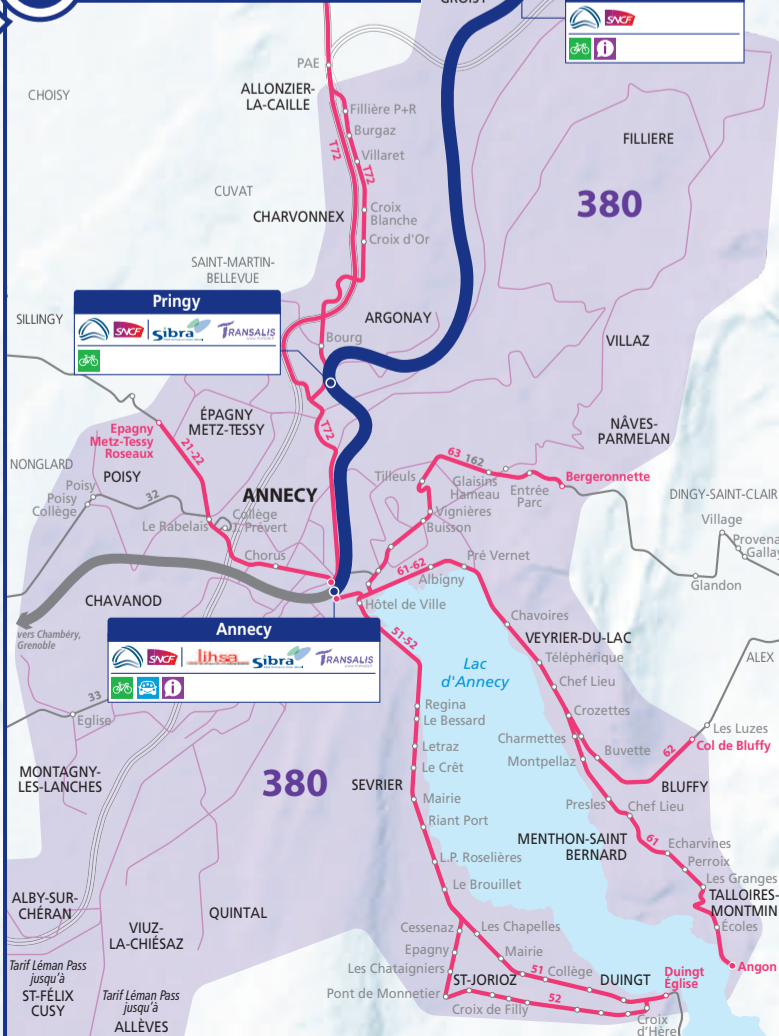 GROISY
SNCF
PAE
ALLONZIER-
LA-CAILLE
CHOISY
Fillière P+R
Burgaz
Villaret
T72
T72
FILLIERE
380
CUVAT
CHARVONNEX
Croix
Blanche
Croix d'Or
SAINT-MARTIN-
BELLEVUE
Pringy
SNCF
Sibra
TRANSALIS
SILLINGY
ARGONAY
Bourg
VILLAZ
ÉPAGNY
METZ-TESSY
Epagny
Metz-Tessy
Roseaux
21-22
T72
NÂVES-
PARMELAN
NONGLARD
POISY
Poisy
Poisy
Collège
32
ANNECY
Le Rabelais
Collège
J. Prévert
Chorus
63
162
Tilleuls
Glaisins
Hameau
Entrée
Parc
Bergeronnette
Vignières
Buisson
DINGY-SAINT-CLAIR
Village
Provena
Gallay
Glandon
61-62
Pré Vernet
Albigny
Hôtel de Ville
CHAVANOD
vers Chambéry,
Grenoble
Annecy
SNCF
lihsa
Sibra
TRANSALIS
51-52
Chavoires
VEYRIER-DU-LAC
Téléphérique
Chef Lieu
Crozettes
Lac
d'Annecy
ALEX
33
Eglise
Regina
Le Bessard
Letraz
Le Crêt
Charmettes
Montpellaz
Buvette
62
Les Luzes
Col de Bluffy
BLUFFY
MONTAGNY-
LES-LANCHES
380
SEVRIER
Mairie
Riant Port
Presles
Chef Lieu
MENTHON-SAINT
BERNARD
61
Echarvines
Perroix
Les Granges
TALLOIRES-
MONTMIN
Écoles
Angon
L.P. Roselières
Le Brouillet
ALBY-SUR-
CHÉRAN
VIUZ-
LA-CHIÉSAZ
QUINTAL
Cessenaz
Les Chapelles
Epagny
Mairie
Les Chataigniers
ST-JORIOZ
51
Collège
DUINGT
Duingt
Église
Pont de Monnetier
52
Croix de Filly
Croix
d'Hère
Tarif Léman Pass
jusqu'à
ST-FÉLIX
CUSY
Tarif Léman Pass
jusqu'à
ALLÈVES